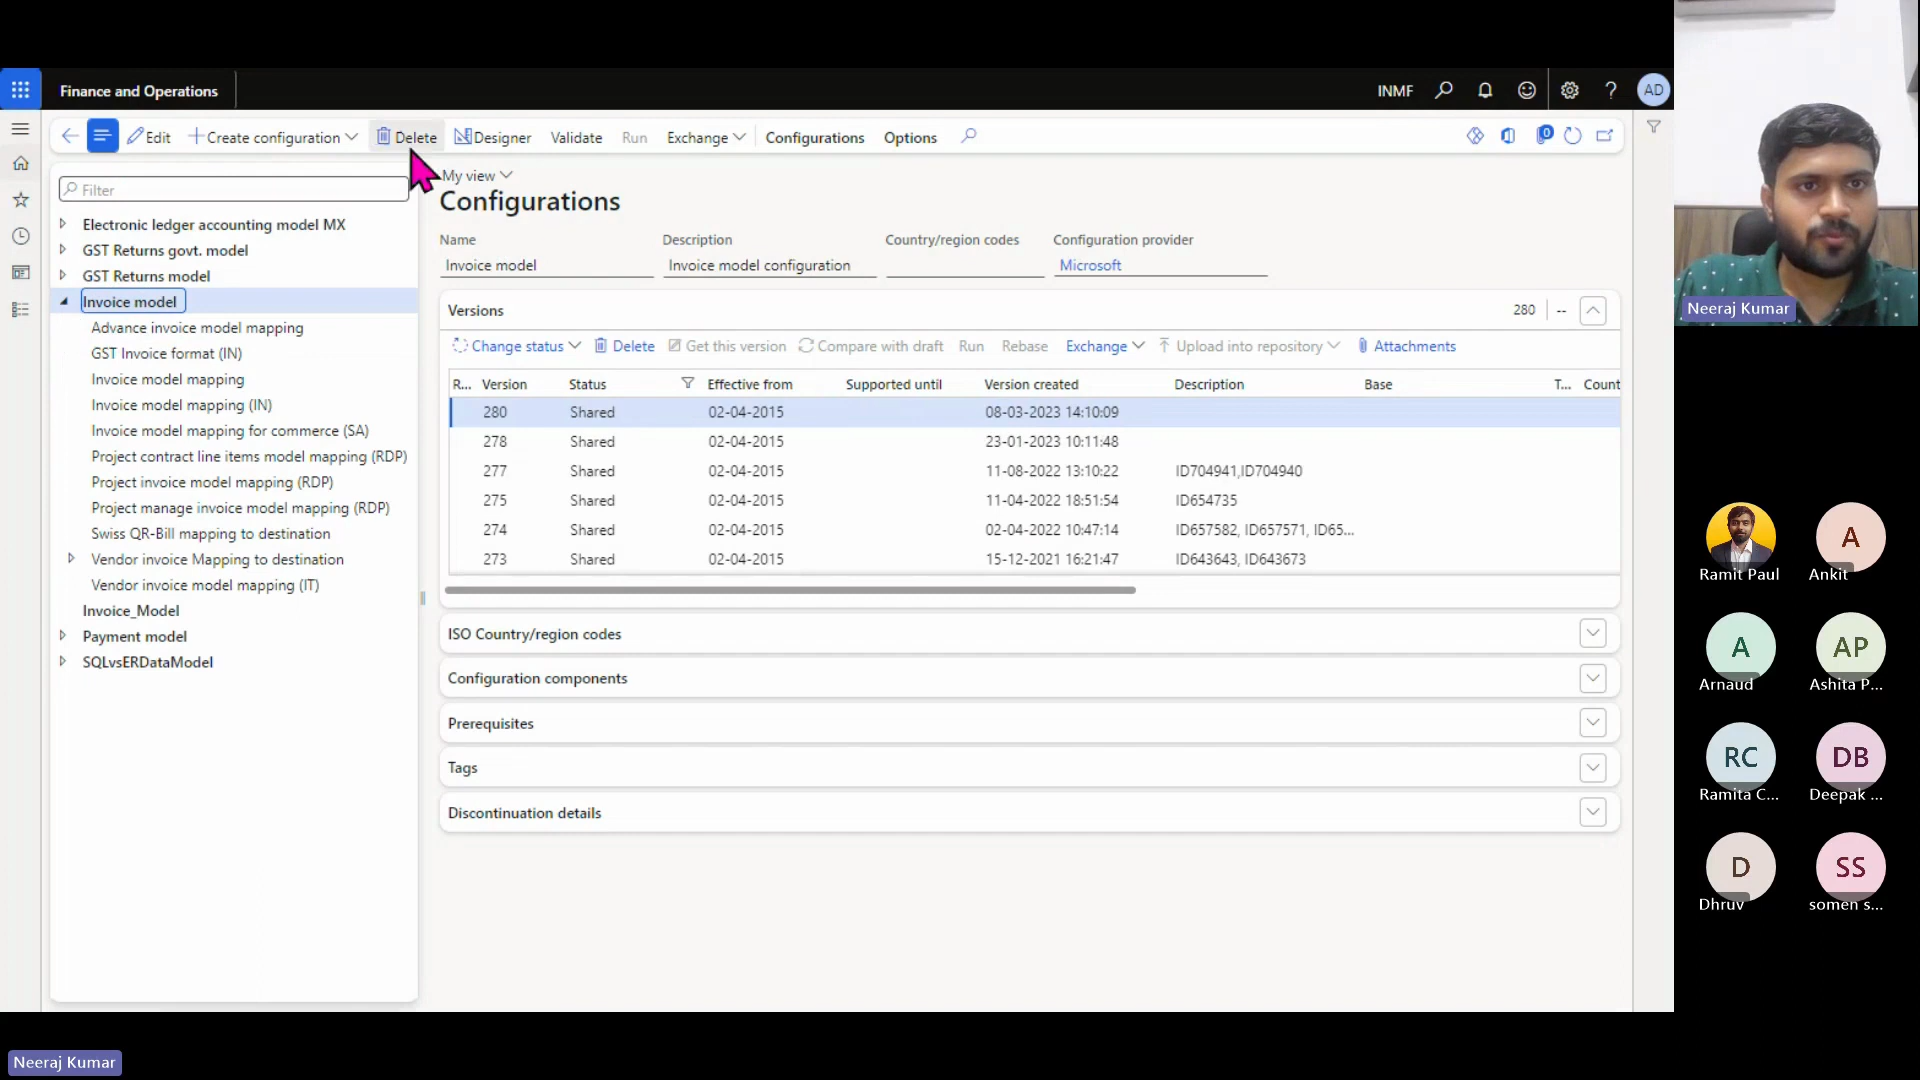 Finance and Operations
INMF
AD
Edit
Create configuration
Delete
Designer
Validate
Run
Exchange
Configurations
Options
0
Filter
Electronic ledger accounting model MX
GST Returns govt. model
GST Returns model
Invoice model
Advance invoice model mapping
GST Invoice format (IN)
Invoice model mapping
Invoice model mapping (IN)
Invoice model mapping for commerce (SA)
Project contract line items model mapping (RDP)
Project invoice model mapping (RDP)
Project manage invoice model mapping (RDP)
Swiss QR-Bill mapping to destination
Vendor invoice Mapping to destination
Vendor invoice model mapping (IT)
Invoice_Model
Payment model
SQLvsERDataModel
My view
Configurations
Name Description Country/region codes Configuration provider
Invoice model Invoice model configuration Microsoft
Versions 280 --
Change status Delete Get this version Compare with draft Run Rebase Exchange Upload into repository Attachments
R... Version Status Effective from Supported until Version created Description Base T... Count
280 Shared 02-04-2015 08-03-2023 14:10:09
278 Shared 02-04-2015 23-01-2023 10:11:48
277 Shared 02-04-2015 11-08-2022 13:10:22 ID704941,ID704940
275 Shared 02-04-2015 11-04-2022 18:51:54 ID654735
274 Shared 02-04-2015 02-04-2022 10:47:14 ID657582, ID657571, ID65...
273 Shared 02-04-2015 15-12-2021 16:21:47 ID643643, ID643673
ISO Country/region codes
Configuration components
Prerequisites
Tags
Discontinuation details
Neeraj Kumar
Ramit Paul
A
Ankit
A
Arnaud
AP
Ashita P...
RC
Ramita C...
DB
Deepak ...
D
Dhruv
SS
somen s...
Neeraj Kumar